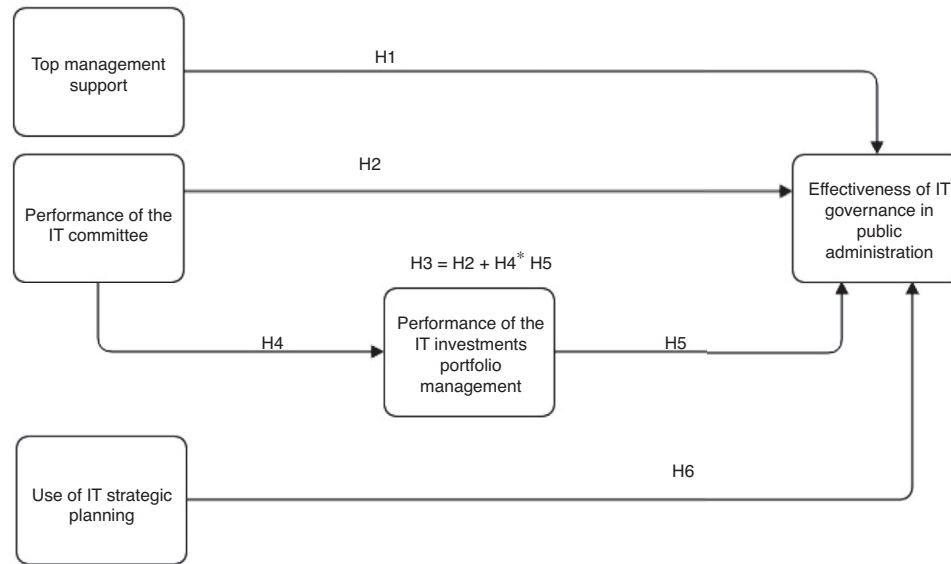 Top management
support
H1
Performance of the
IT committee
H2
Effectiveness of IT
governance in
public
administration
H3 = H2 + H4* H5
H4
Performance of the
IT investments
portfolio
management
H5
Use of IT strategic
planning
H6